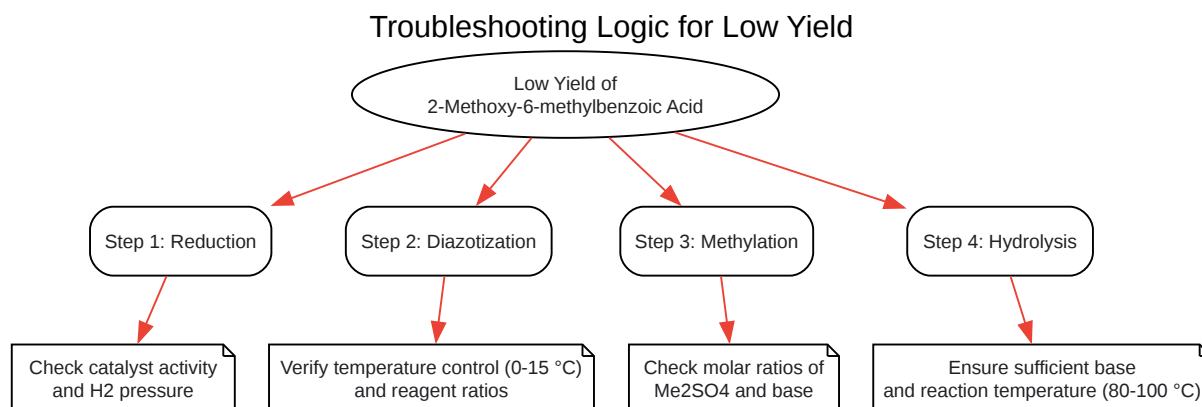 Troubleshooting Logic for Low Yield
Low Yield of
2-Methoxy-6-methylbenzoic Acid
Step 1: Reduction
Step 2: Diazotization
Step 3: Methylation
Step 4: Hydrolysis
Check catalyst activity
and H2 pressure
Verify temperature control (0-15 °C)
and reagent ratios
Check molar ratios of
Me2SO4 and base
Ensure sufficient base
and reaction temperature (80-100 °C)